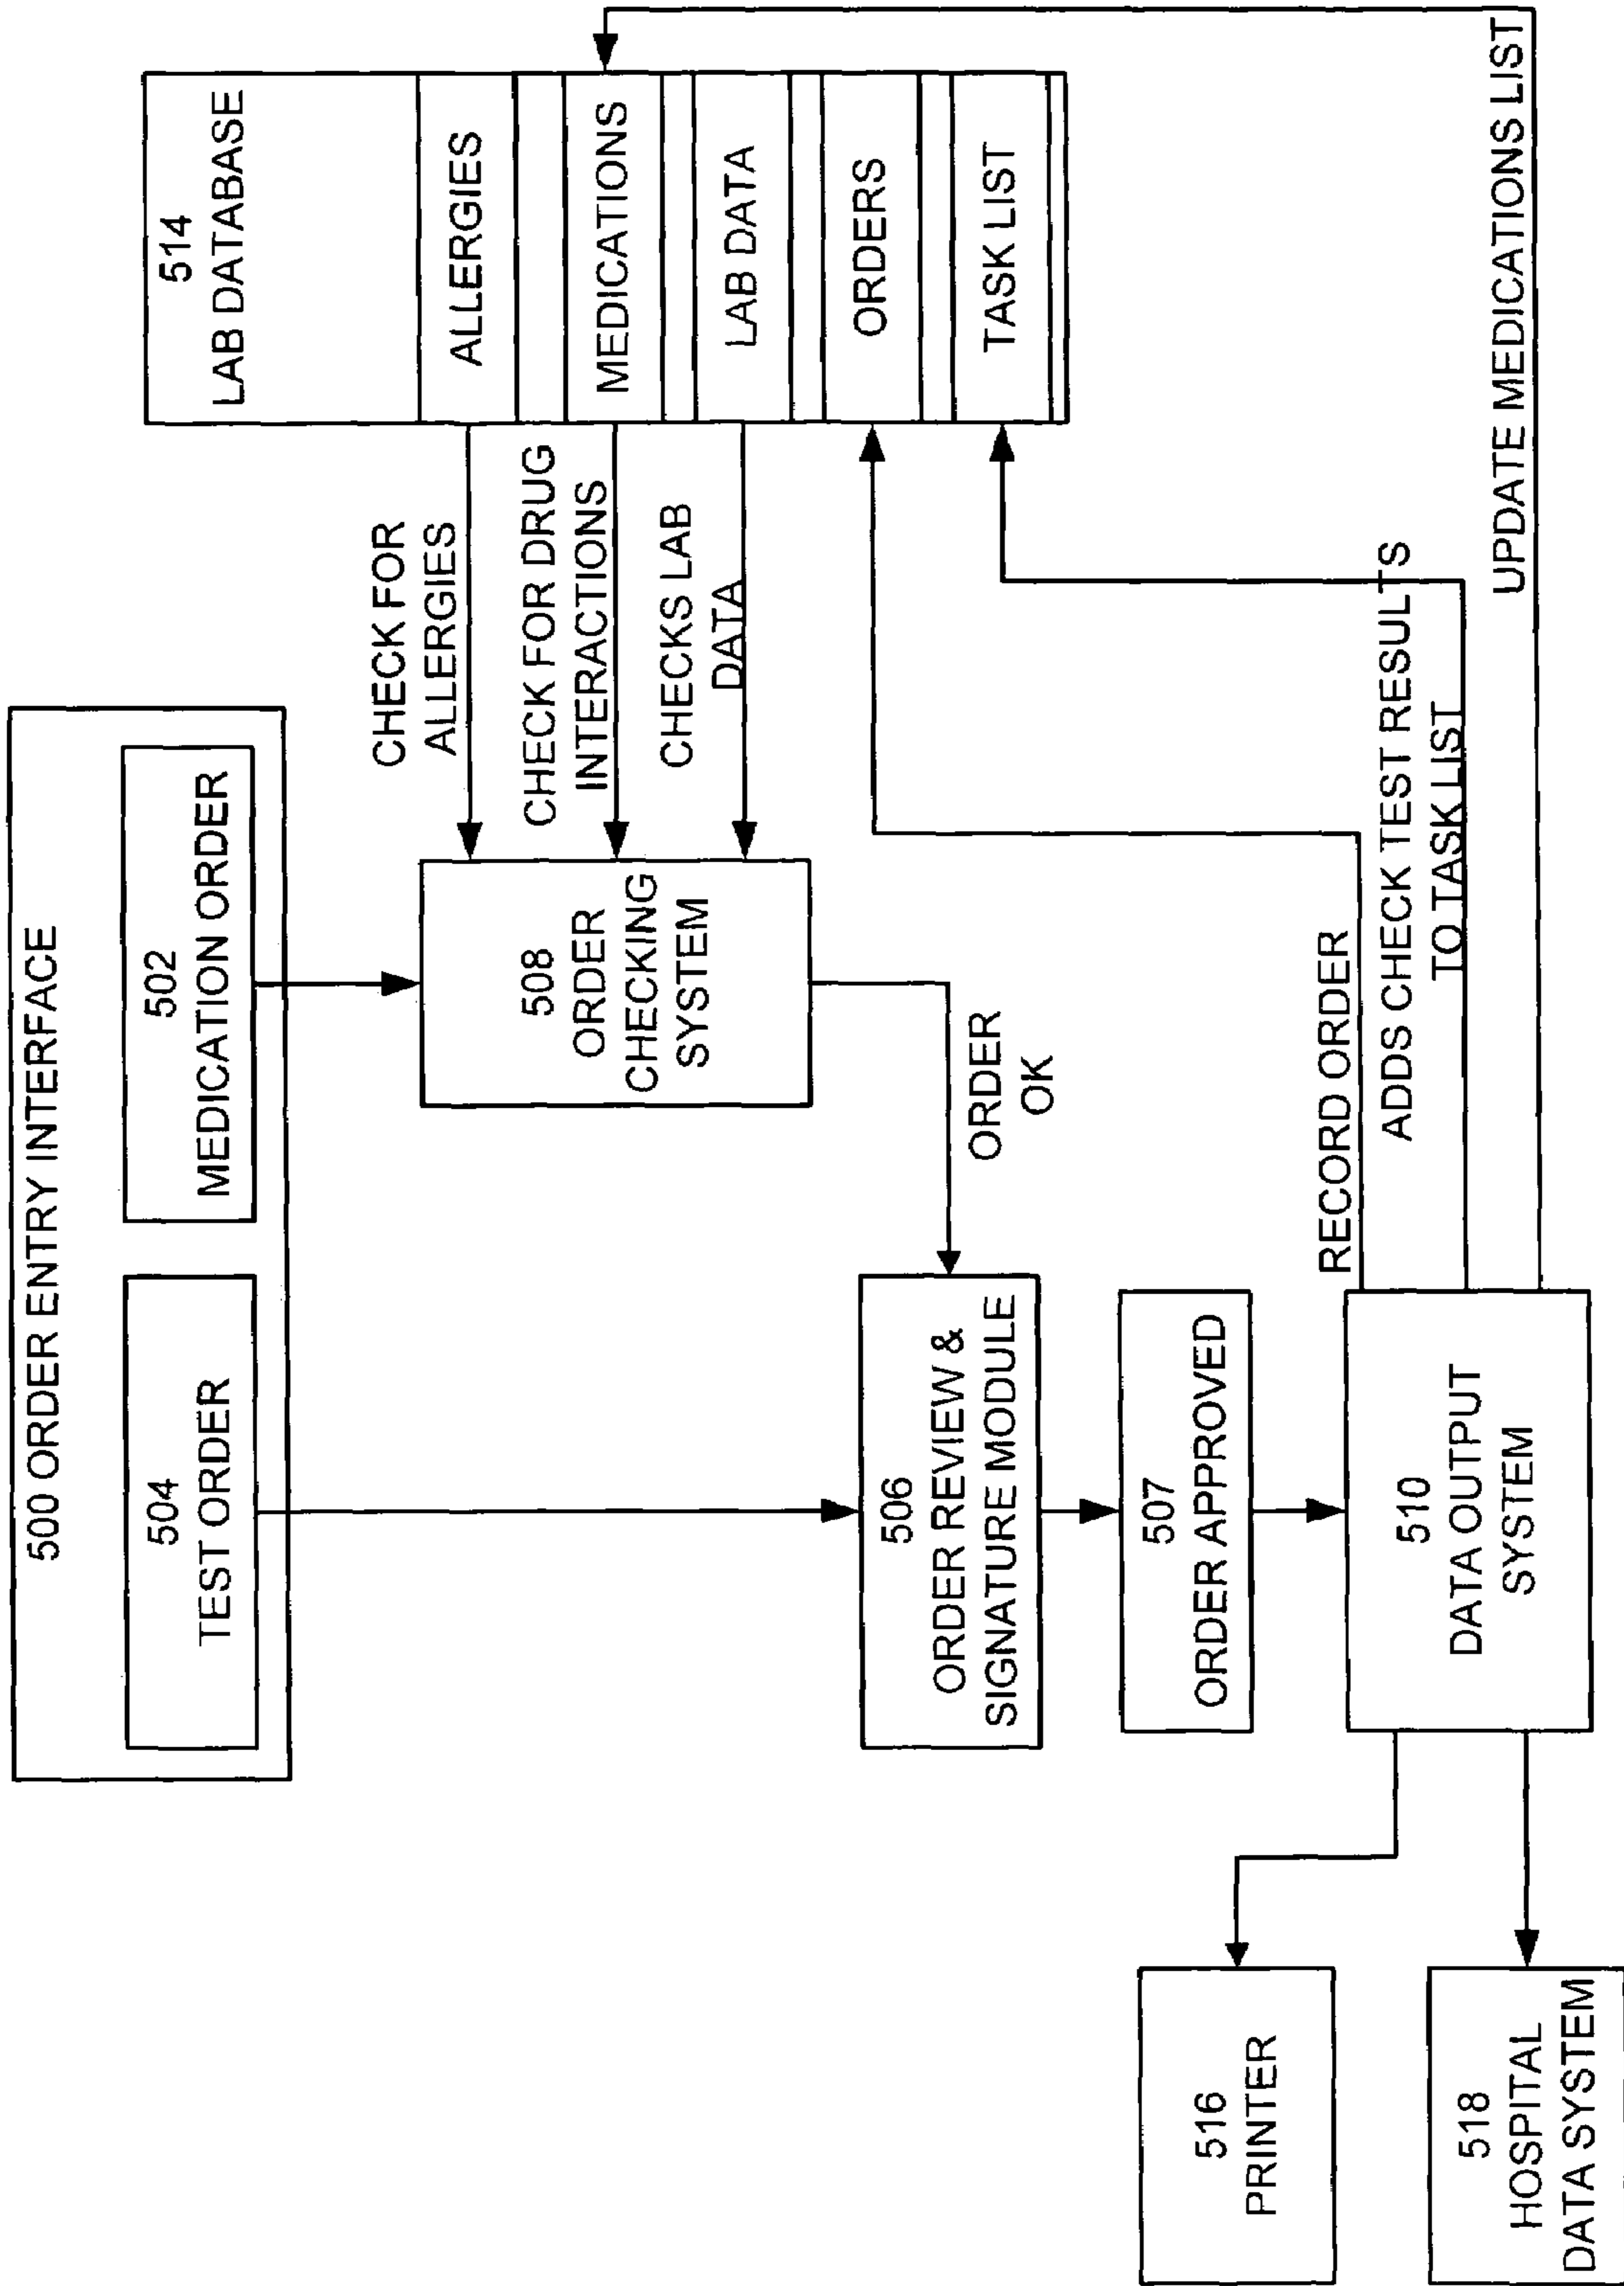 500 ORDER ENTRY INTERFACE
504
TEST ORDER
502
MEDICATION ORDER
514
LAB DATABASE
ALLERGIES
MEDICATIONS
LAB DATA
ORDERS
TASK LIST
CHECK FOR
ALLERGIES
CHECK FOR DRUG
INTERACTIONS
CHECKS LAB
DATA
508
ORDER
CHECKING
SYSTEM
ORDER
OK
506
ORDER REVIEW &
SIGNATURE MODULE
507
ORDER APPROVED
510
DATA OUTPUT
SYSTEM
RECORD ORDER
ADDS CHECK TEST RESULTS
TO TASK LIST
UPDATE MEDICATIONS LIST
516
PRINTER
518
HOSPITAL
DATA SYSTEM